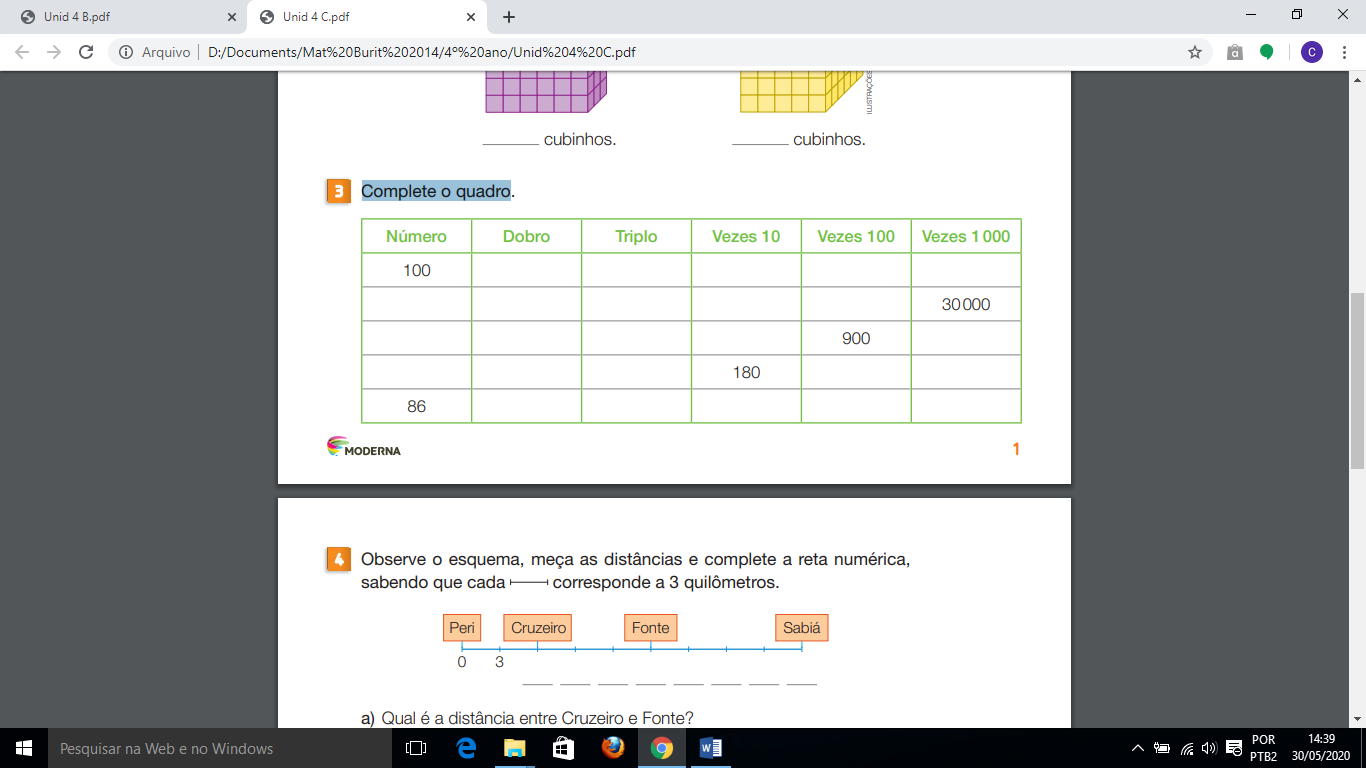 Unid 4 B.pdf
Unid 4 C.pdf
Arquivo
D:/Documents/Mat%20Burit%202014/4º%20ano/Unid%204%20C.pdf
C
ILUSTRAÇÕES
______ cubinhos. ______ cubinhos.
3 Complete o quadro.
Número Dobro Triplo Vezes 10 Vezes 100 Vezes 1 000
100
30 000
900
180
86
MODERNA 1
4 Observe o esquema, meça as distâncias e complete a reta numérica,
sabendo que cada corresponde a 3 quilômetros.
Peri Cruzeiro Fonte Sabiá
0 3
a) Qual é a distância entre Cruzeiro e Fonte?
Pesquisar na Web e no Windows
POR 14:39
PTB2 30/05/2020